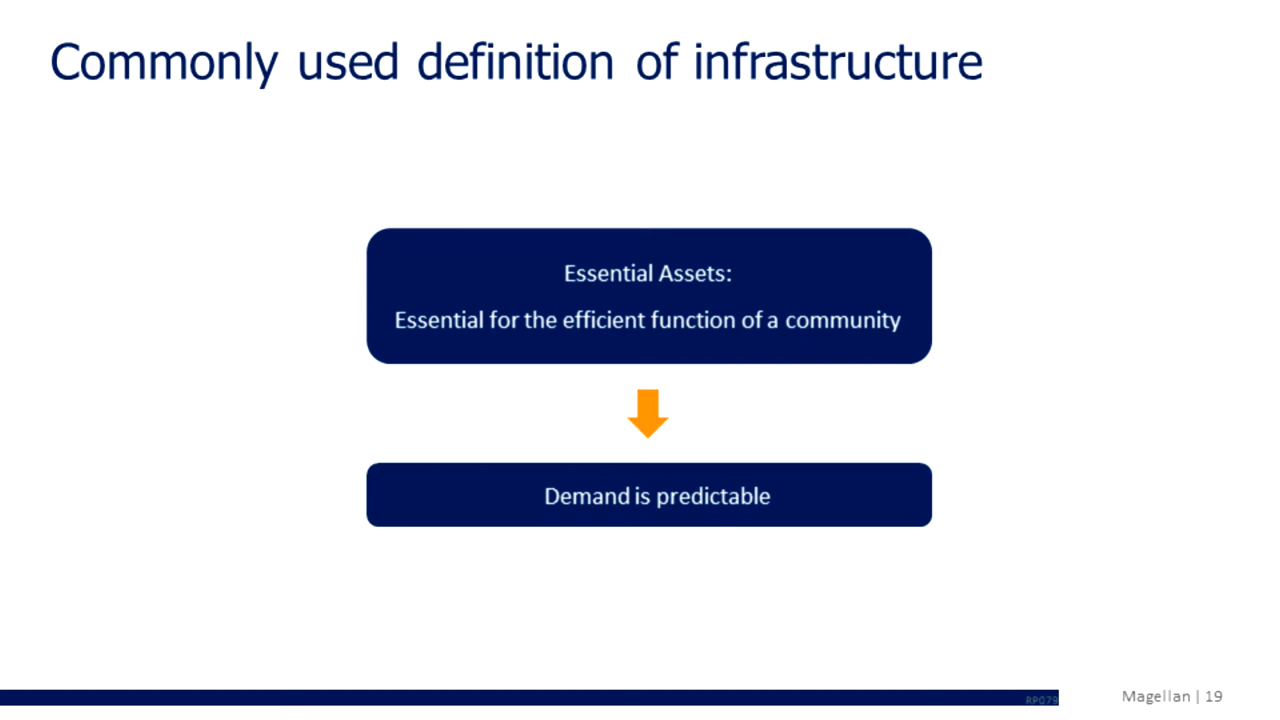 Commonly used definition of infrastructure
Essential Assets:
Essential for the efficient function of a community
Demand is predictable
RP079
Magellan | 19